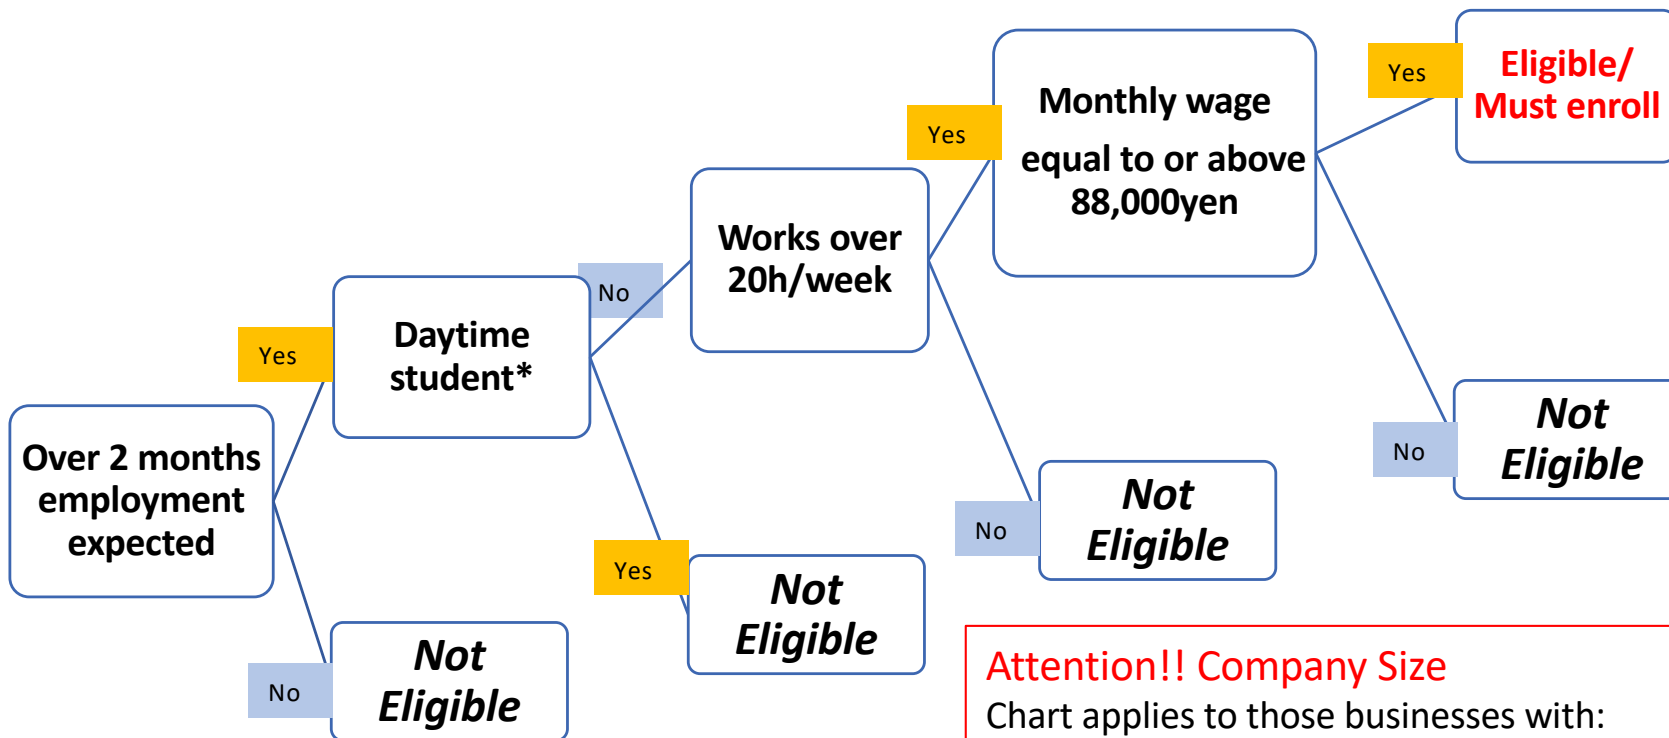 Over 2 months
employment
expected
Yes
No
Not
Eligible
Daytime
student*
No
Yes
Not
Eligible
Works over
20h/week
Yes
No
Not
Eligible
Monthly wage
equal to or above
88,000yen
Yes
Eligible/
Must enroll
No
Not
Eligible
Attention!! Company Size
Chart applies to those businesses with: